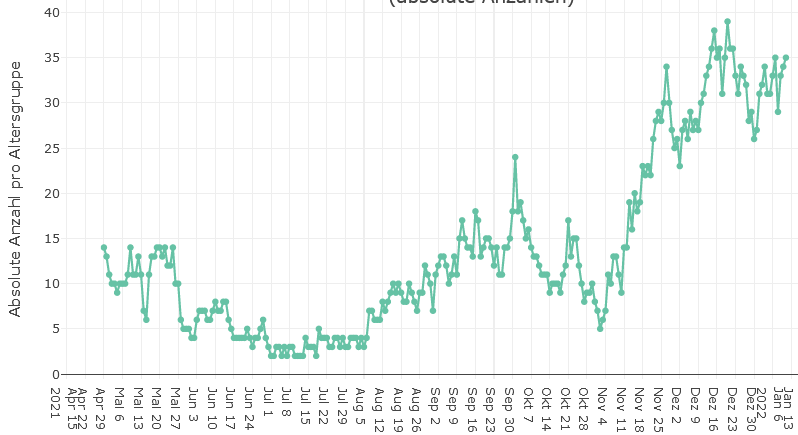 (absolute Anzahlen)
Absolute Anzahl pro Altersgruppe
40
35
30
25
20
15
10
5
0
Apr 15
2021
Apr 22
Apr 29
Mai 6
Mai 13
Mai 20
Mai 27
Jun 3
Jun 10
Jun 17
Jun 24
Jul 1
Jul 8
Jul 15
Jul 22
Jul 29
Aug 5
Aug 12
Aug 19
Aug 26
Sep 2
Sep 9
Sep 16
Sep 23
Sep 30
Okt 7
Okt 14
Okt 21
Okt 28
Nov 4
Nov 11
Nov 18
Nov 25
Dez 2
Dez 9
Dez 16
Dez 23
Dez 30
2022
Jan 6
Jan 13